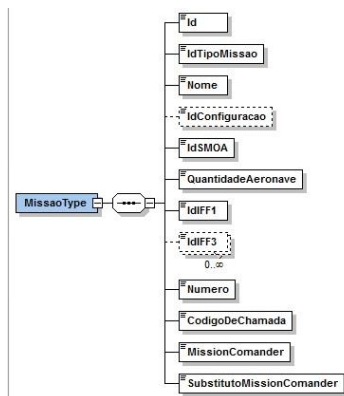 Id
IdTipoMissao
Nome
IdConfiguracao
IdSMOA
QuantidadeAeronave
MissaoType
IdIFF1
IdIFF3
0..∞
Numero
CodigoDeChamada
MissionComander
SubstitutoMissionComander